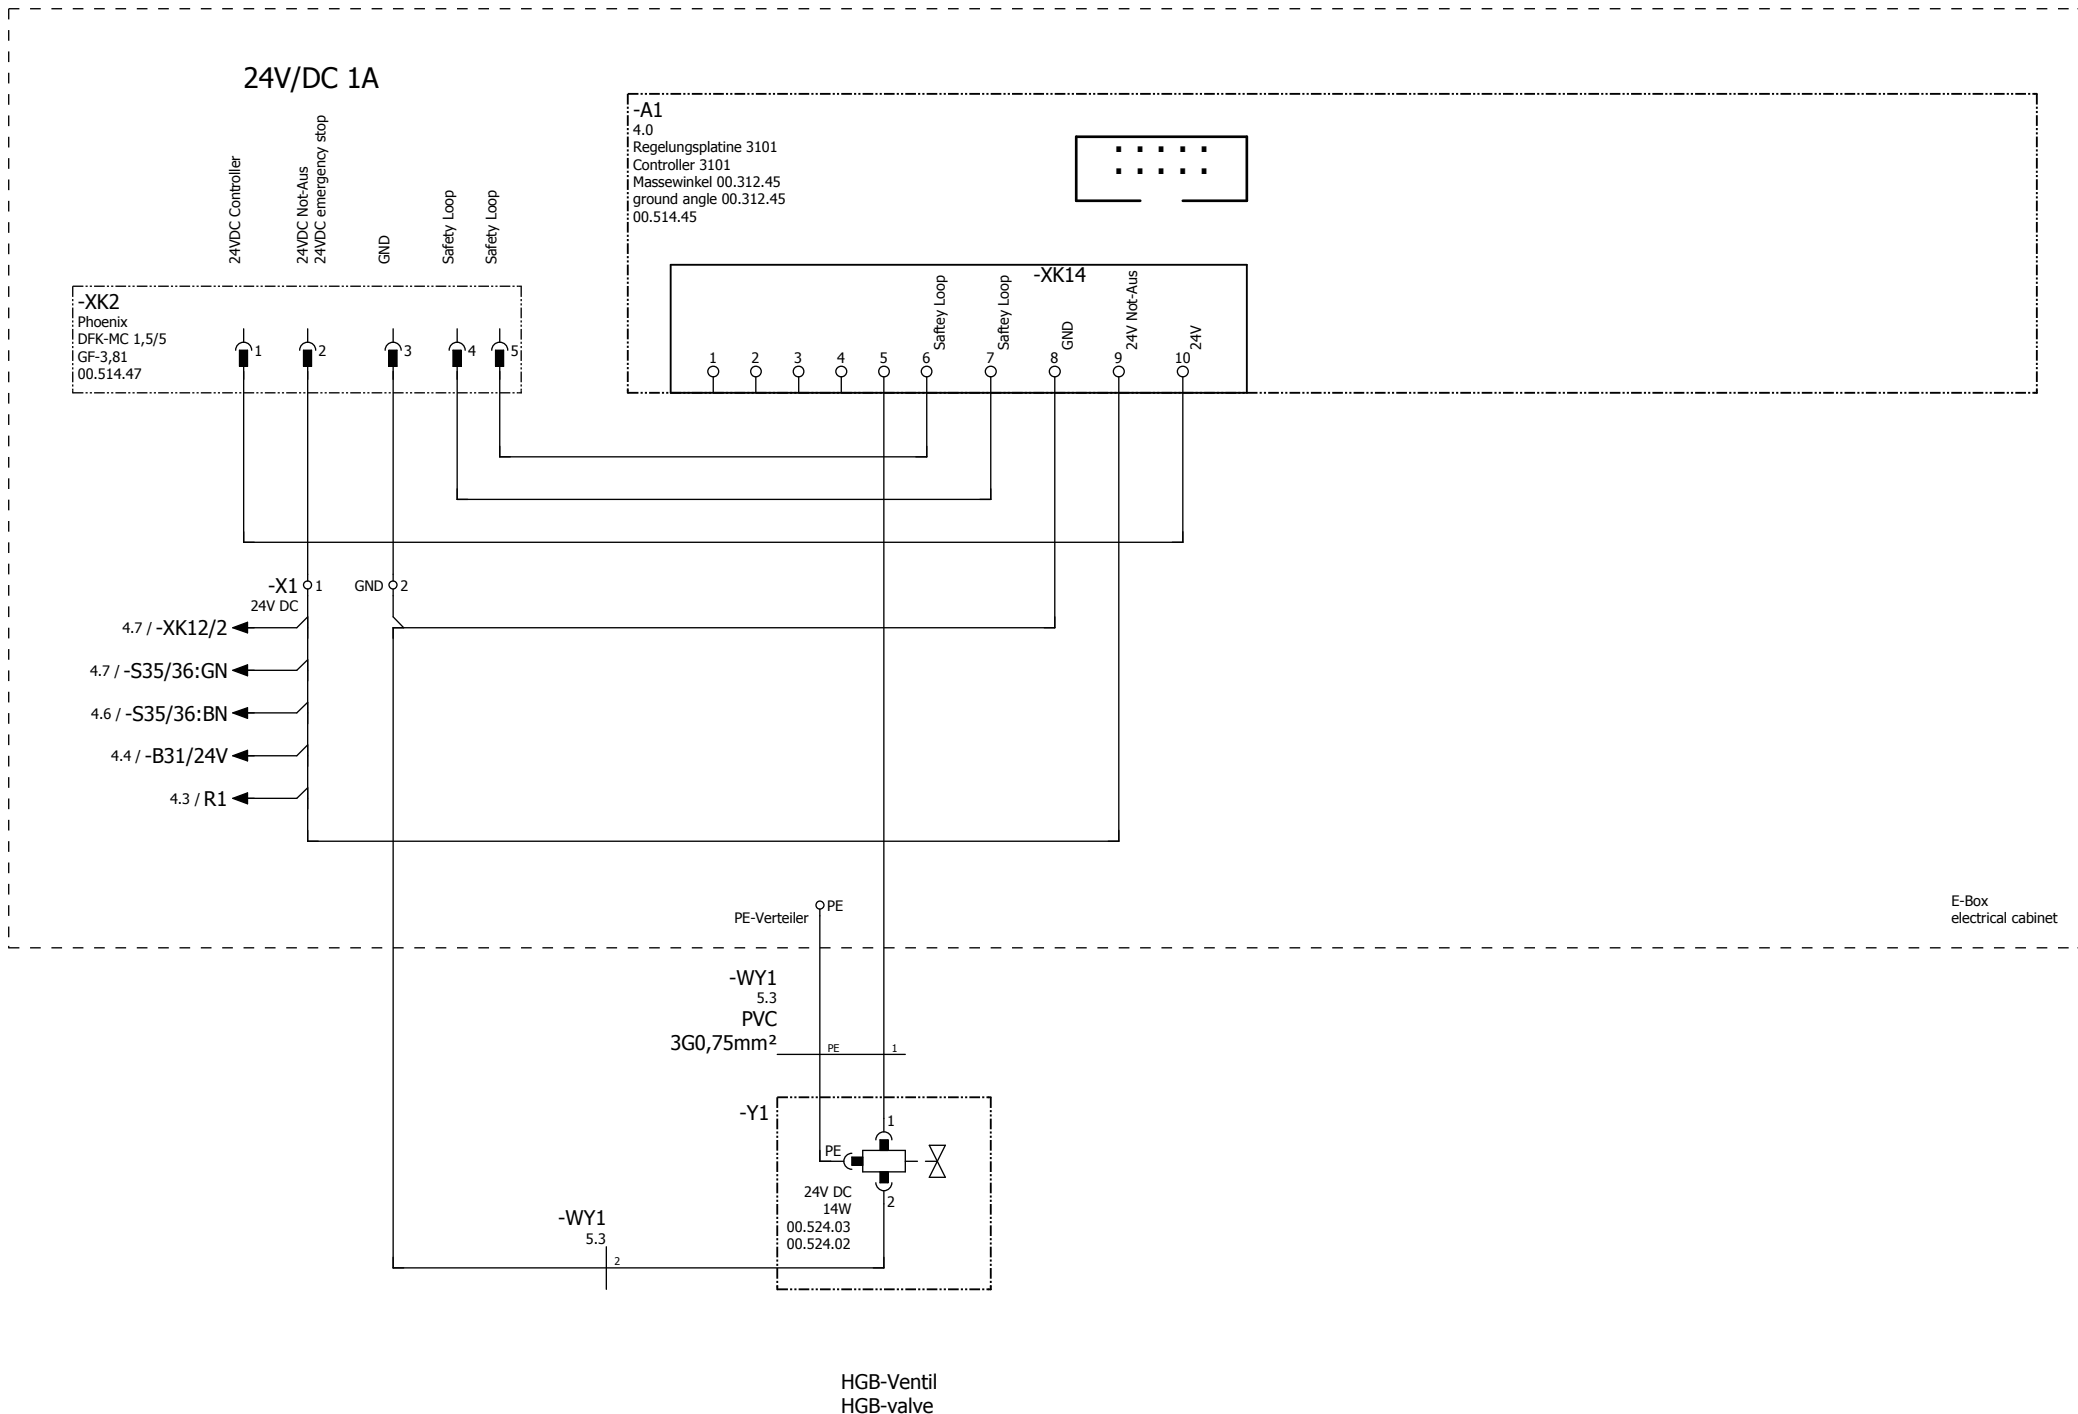 24V/DC 1A
24VDC Controller
24VDC Not-Aus
24VDC emergency stop
GND
Safety Loop
Safety Loop
-XK2
Phoenix
DFK-MC 1,5/5
GF-3,81
00.514.47
1
2
3
4
5
-A1
4.0
Regelungsplatine 3101
Controller 3101
Massewinkel 00.312.45
ground angle 00.312.45
00.514.45
-XK14
Saftey Loop
Saftey Loop
GND
24V Not-Aus
24V
1
2
3
4
5
6
7
8
9
10
-X1
1
24V DC
GND
2
4.7 / -XK12/2
4.7 / -S35/36:GN
4.6 / -S35/36:BN
4.4 / -B31/24V
4.3 / R1
E-Box
electrical cabinet
PE-Verteiler
PE
-WY1
5.3
PVC
3G0,75mm²
PE
1
-Y1
1
PE
2
24V DC
14W
00.524.03
00.524.02
-WY1
5.3
2
HGB-Ventil
HGB-valve